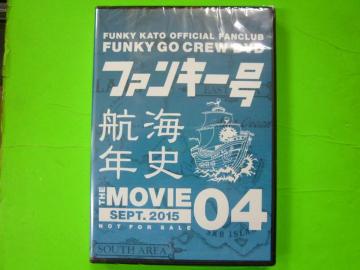 FUNKY KATO OFFICIAL FANCLUB
FUNKY GO CREW DVD
ファンキー号
航海
年史
THE MOVIE 04
SEPT. 2015
NOT FOR SALE
SOUTH AREA